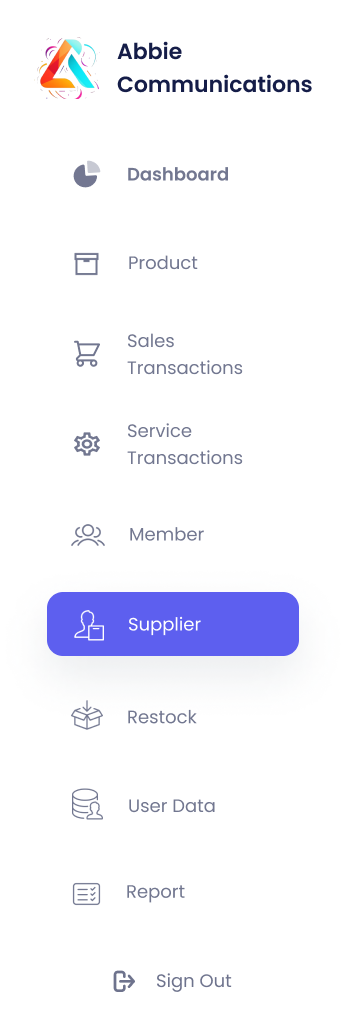 Abbie
Communications
Dashboard
Product
Sales
Transactions
Service
Transactions
Member
Supplier
Restock
User Data
Report
Sign Out